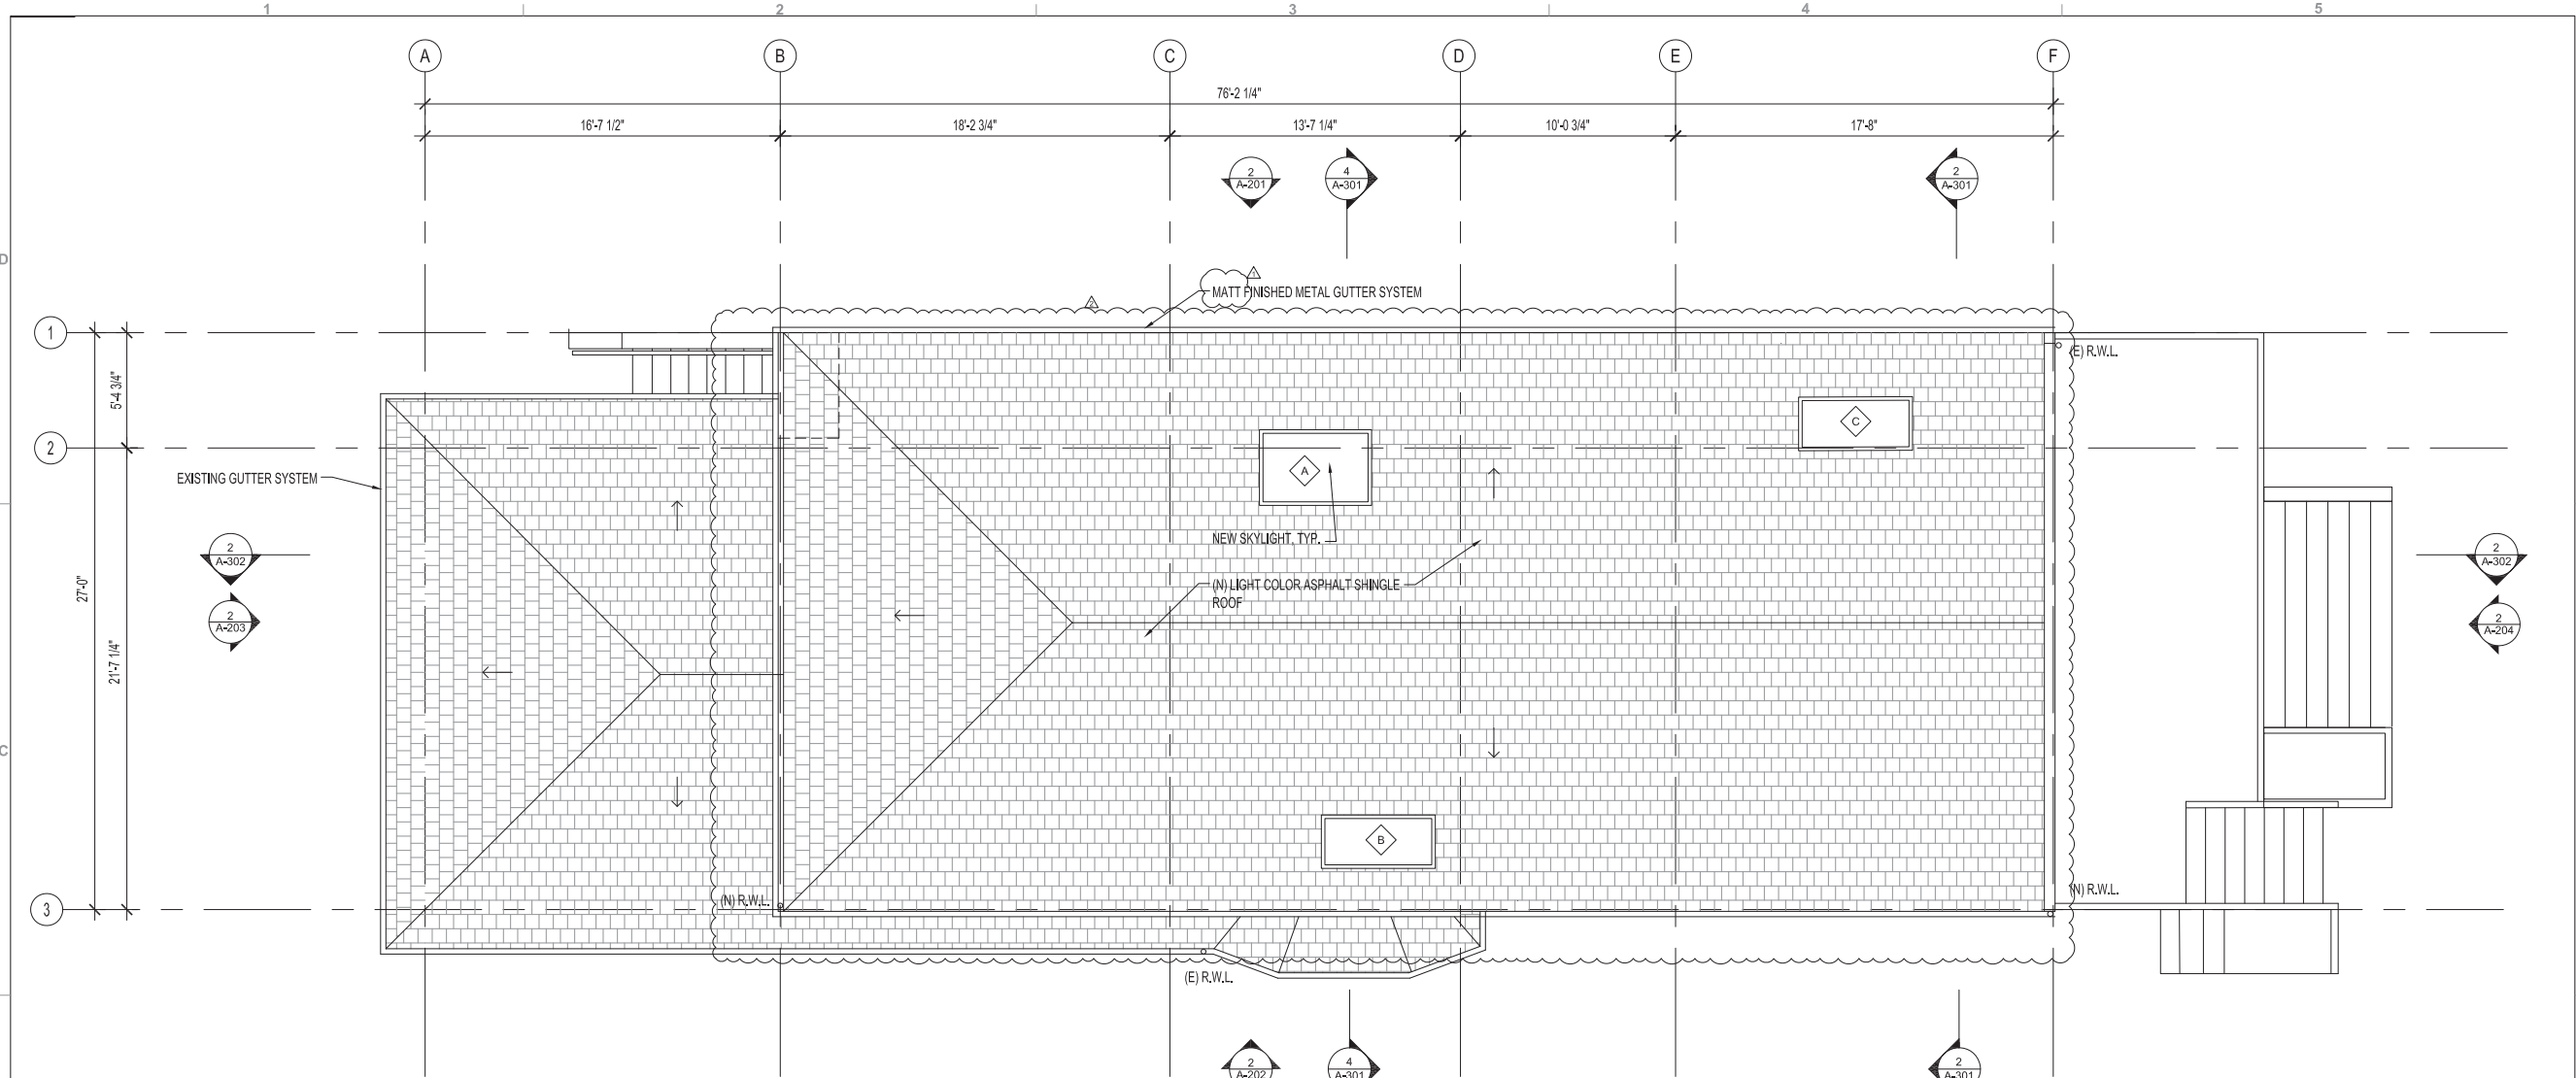 1 2 3 4 5
A B C D E F
76'-2 1/4"
16'-7 1/2" 18'-2 3/4" 13'-7 1/4" 10'-0 3/4" 17'-8"
2 4 2
A-201 A-301 A-301
D
1
MATT FINISHED METAL GUTTER SYSTEM
2
1
(E) R.W.L.
5'-4 3/4"
C
2
A
EXISTING GUTTER SYSTEM
NEW SKYLIGHT, TYP.
2 2
A-302 A-302
(N) LIGHT COLOR ASPHALT SHINGLE
ROOF
27'-0"
2 2
A-203 A-204
21'-7 1/4"
C
B
(N) R.W.L. (N) R.W.L.
3
(E) R.W.L.
2 4 2
A-202 A-301 A-301